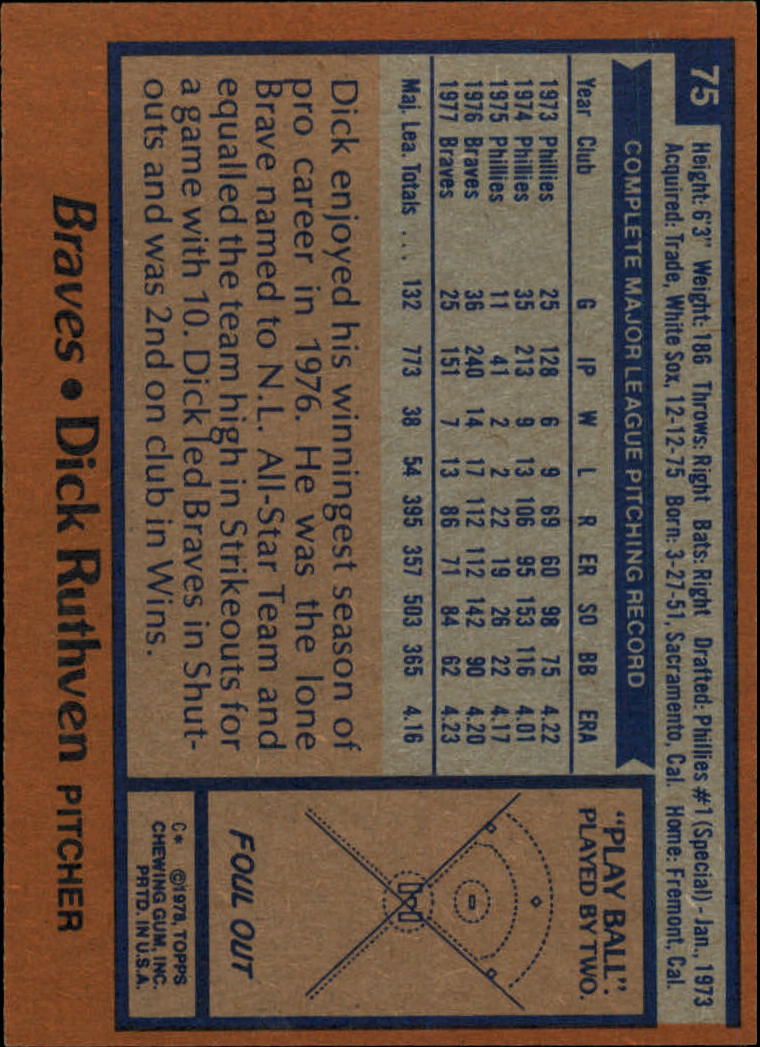 75
Height: 6'3" Weight: 186 Throws: Right Bats: Right Drafted: Phillies #1 (Special) - Jan., 1973
Acquired: Trade, White Sox, 12-12-75 Born: 3-27-51, Sacramento, Cal. Home: Fremont, Cal.
COMPLETE MAJOR LEAGUE PITCHING RECORD
Year Club G IP W L R ER SO BB ERA
1973 Phillies 25 128 6 9 69 60 98 75 4.22
1974 Phillies 35 213 9 13 106 95 153 116 4.01
1975 Phillies 11 41 2 2 22 19 26 22 4.17
1976 Braves 36 240 14 17 112 112 142 90 4.20
1977 Braves 25 151 7 13 86 71 84 62 4.23
Maj. Lea. Totals ... 132 773 38 54 395 357 503 365 4.16
Dick enjoyed his winningest season of
pro career in 1976. He was the lone
Brave named to N.L. All-Star Team and
equalled the team high in Strikeouts for
a game with 10. Dick led Braves in Shut-
outs and was 2nd on club in Wins.
"PLAY BALL".
PLAYED BY TWO.
FOUL OUT
C* ©1978, TOPPS
CHEWING GUM, INC.
PRTD. IN U.S.A.
Braves • Dick Ruthven PITCHER